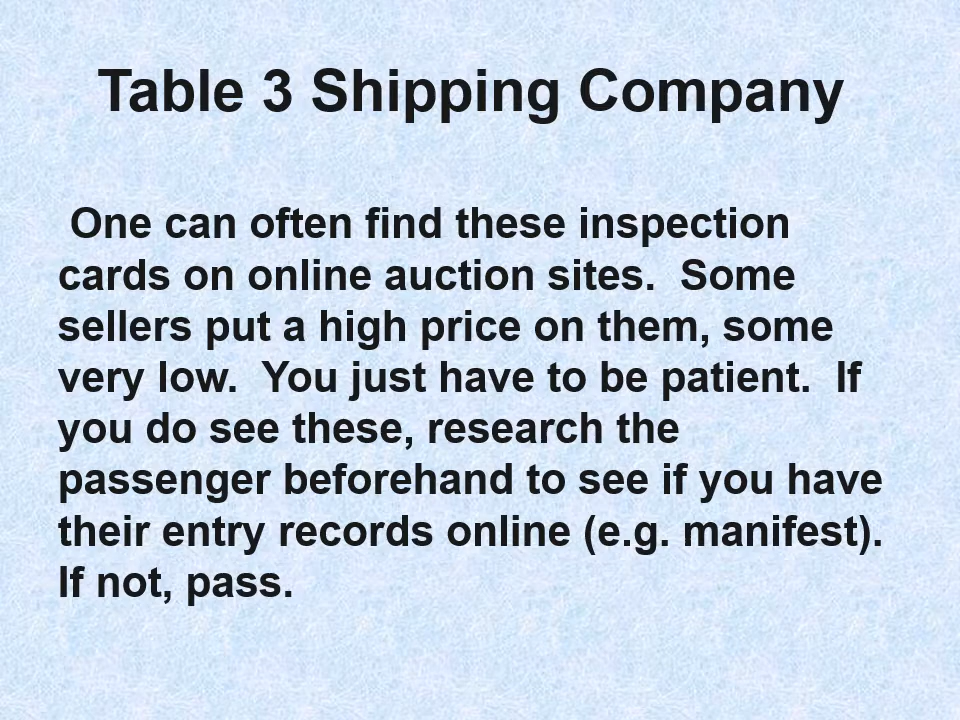 Table 3 Shipping Company
One can often find these inspection
cards on online auction sites.  Some
sellers put a high price on them, some
very low.  You just have to be patient.  If
you do see these, research the
passenger beforehand to see if you have
their entry records online (e.g. manifest).
If not, pass.